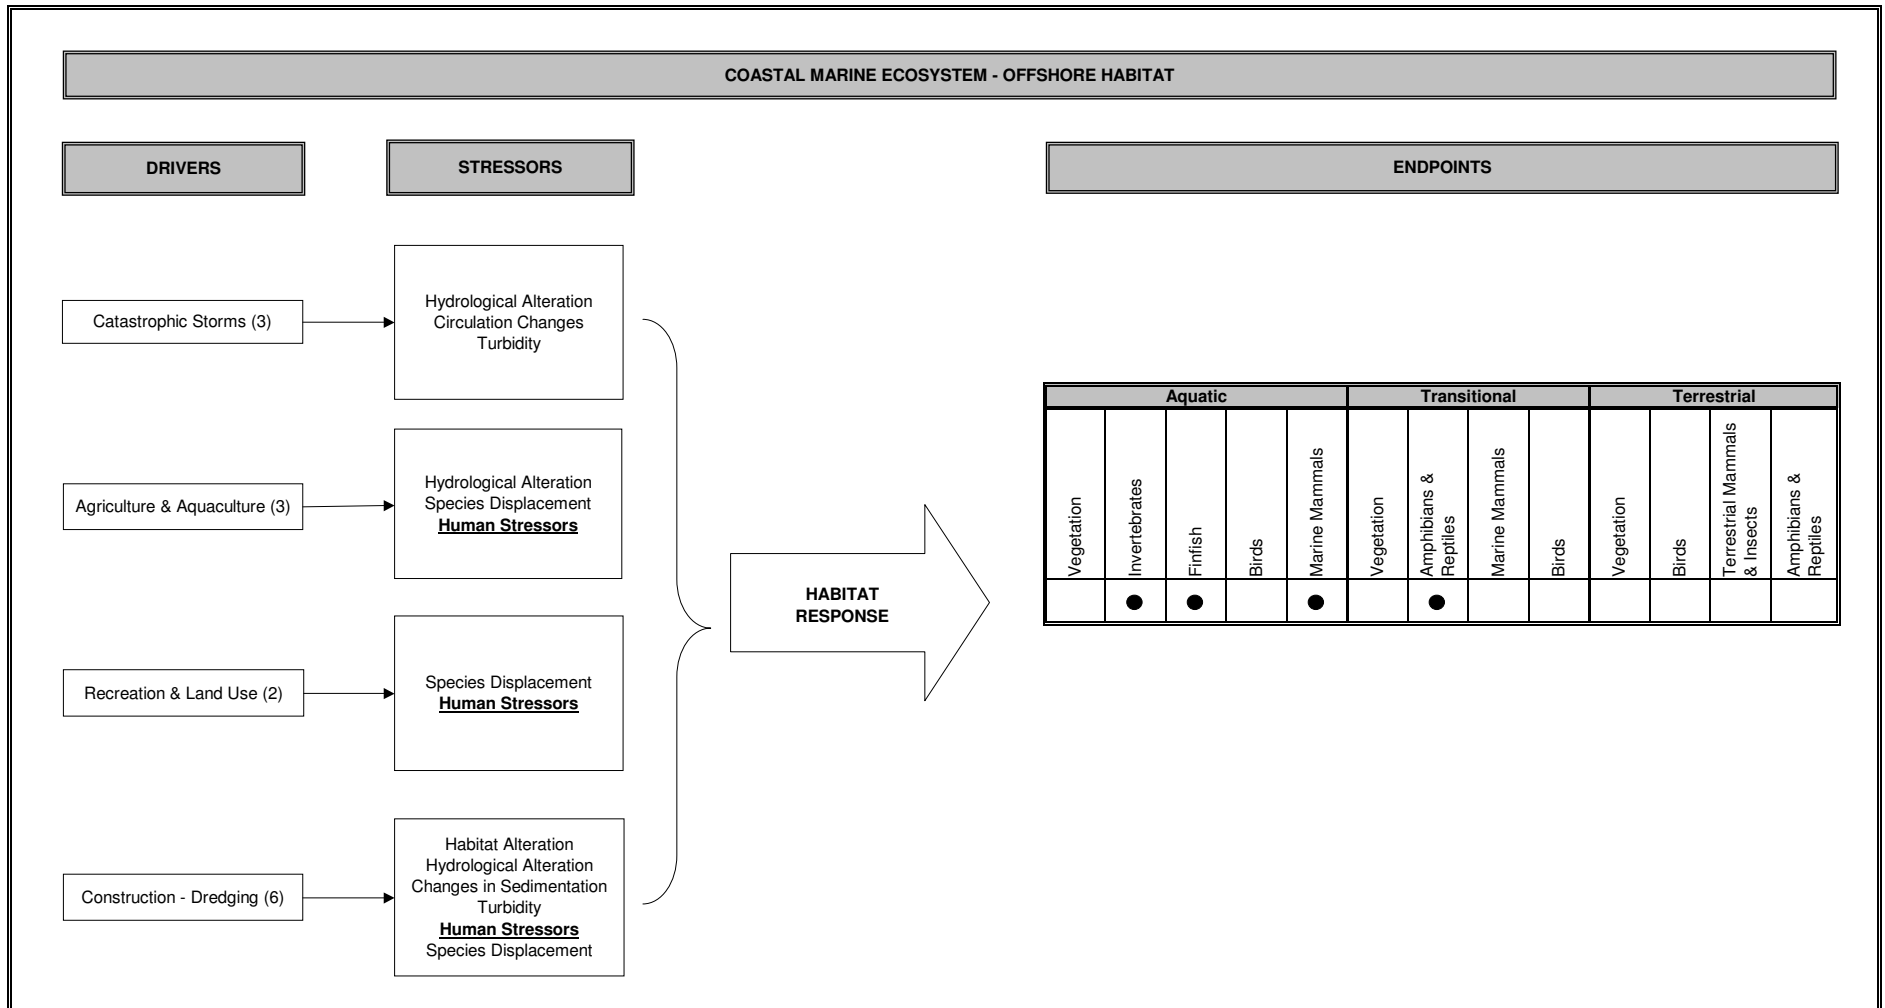 COASTAL MARINE ECOSYSTEM - OFFSHORE HABITAT
DRIVERS
STRESSORS
ENDPOINTS
Catastrophic Storms (3)
Hydrological Alteration
Circulation Changes
Turbidity
Agriculture & Aquaculture (3)
Hydrological Alteration
Species Displacement
Human Stressors
Recreation & Land Use (2)
Species Displacement
Human Stressors
Construction - Dredging (6)
Habitat Alteration
Hydrological Alteration
Changes in Sedimentation
Turbidity
Human Stressors
Species Displacement
HABITAT
RESPONSE
Aquatic
Transitional
Terrestrial
Vegetation
Invertebrates
Finfish
Birds
Marine Mammals
Vegetation
Amphibians &
Reptiles
Marine Mammals
Birds
Vegetation
Birds
Terrestrial Mammals
& Insects
Amphibians &
Reptiles